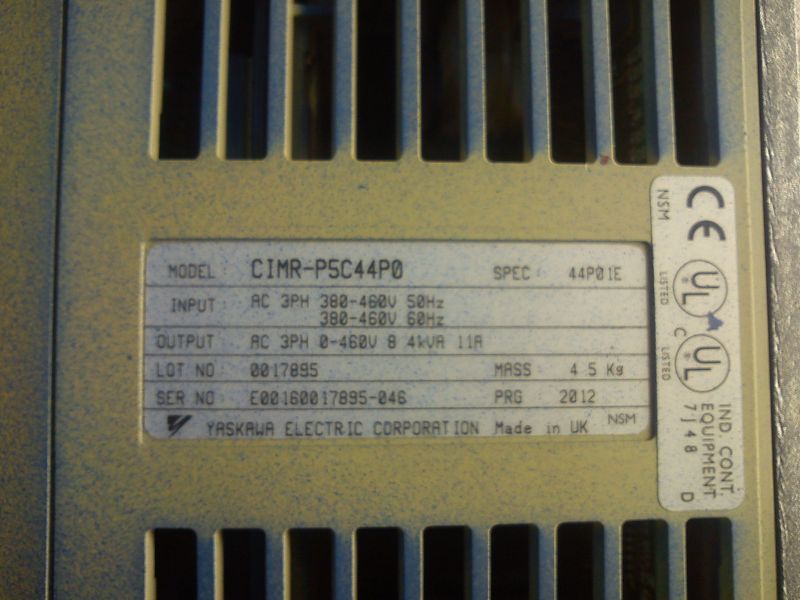 MODEL CIMR-P5C44P0 SPEC 44P01E
INPUT AC 3PH 380-460V 50Hz
380-460V 60Hz
OUTPUT AC 3PH 0-460V 8 4kVA 11A
LOT NO 0017895 MASS 4 5 Kg
SER NO E00160017895-046 PRG 2012
YASKAWA ELECTRIC CORPORATION Made in UK NSM
CE
NSM
UL
LISTED
C UL
LISTED
IND. CONT.
EQUIPMENT
7J48 D